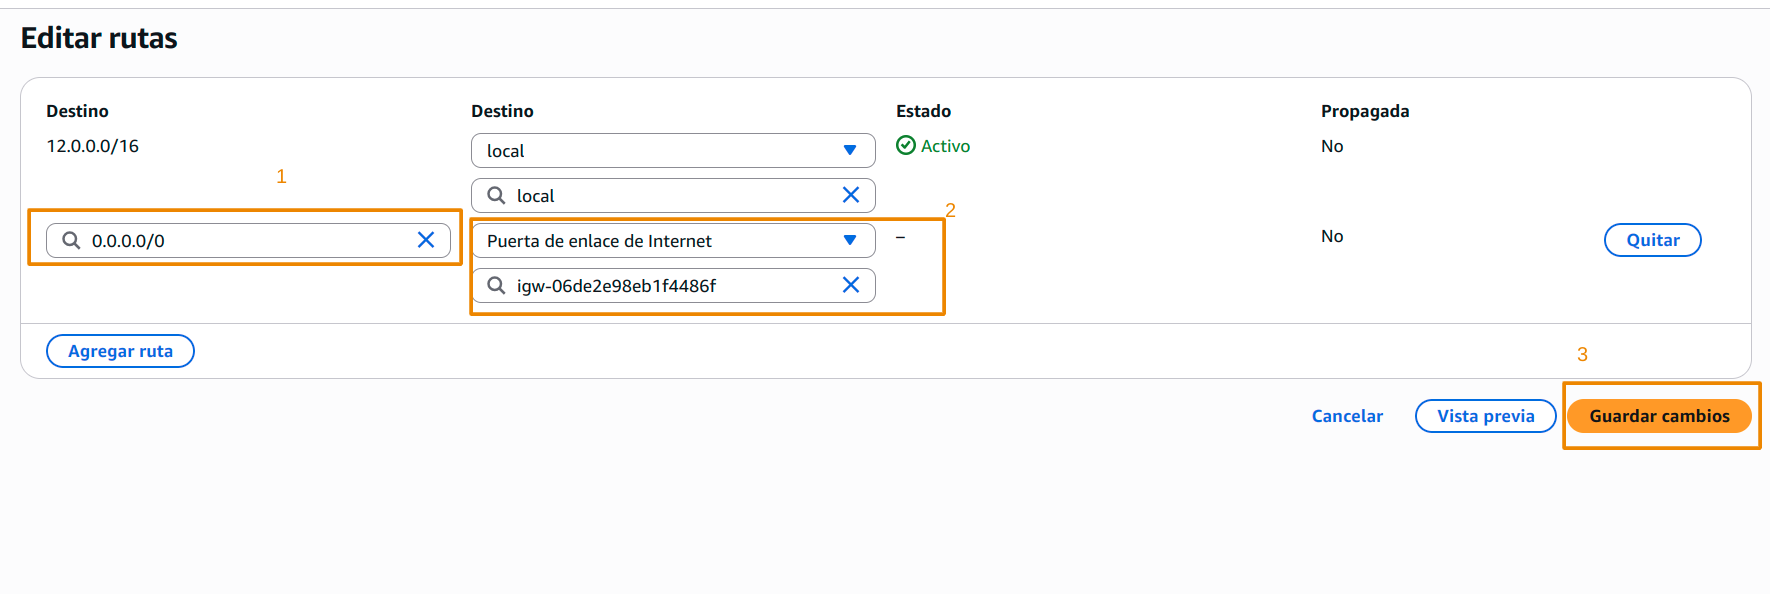 Editar rutas
Destino Destino Estado Propagada
12.0.0.0/16 local Activo No
1
local
2
0.0.0.0/0 Puerta de enlace de Internet – No Quitar
igw-06de2e98eb1f4486f
Agregar ruta
3
Cancelar Vista previa Guardar cambios